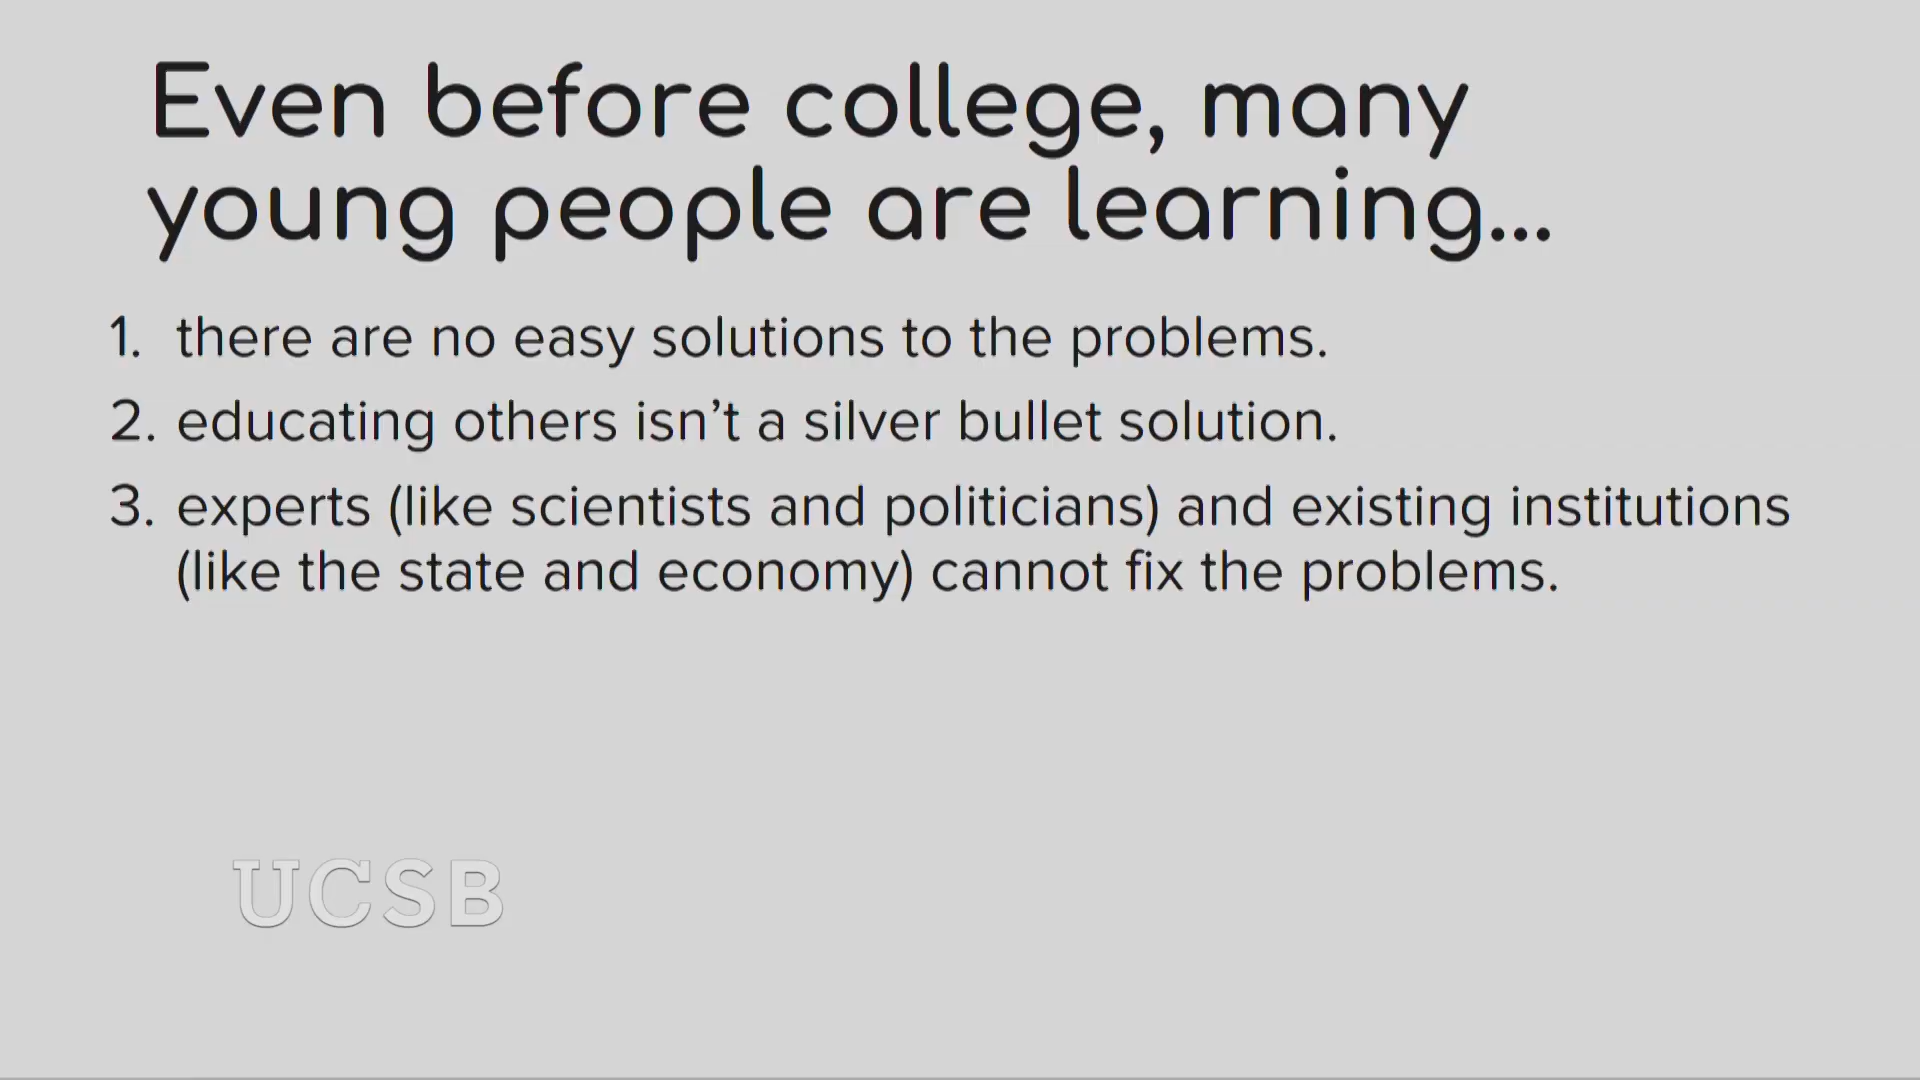 Even before college, many
young people are learning...
1. there are no easy solutions to the problems.
2. educating others isn’t a silver bullet solution.
3. experts (like scientists and politicians) and existing institutions
(like the state and economy) cannot fix the problems.
UCSB